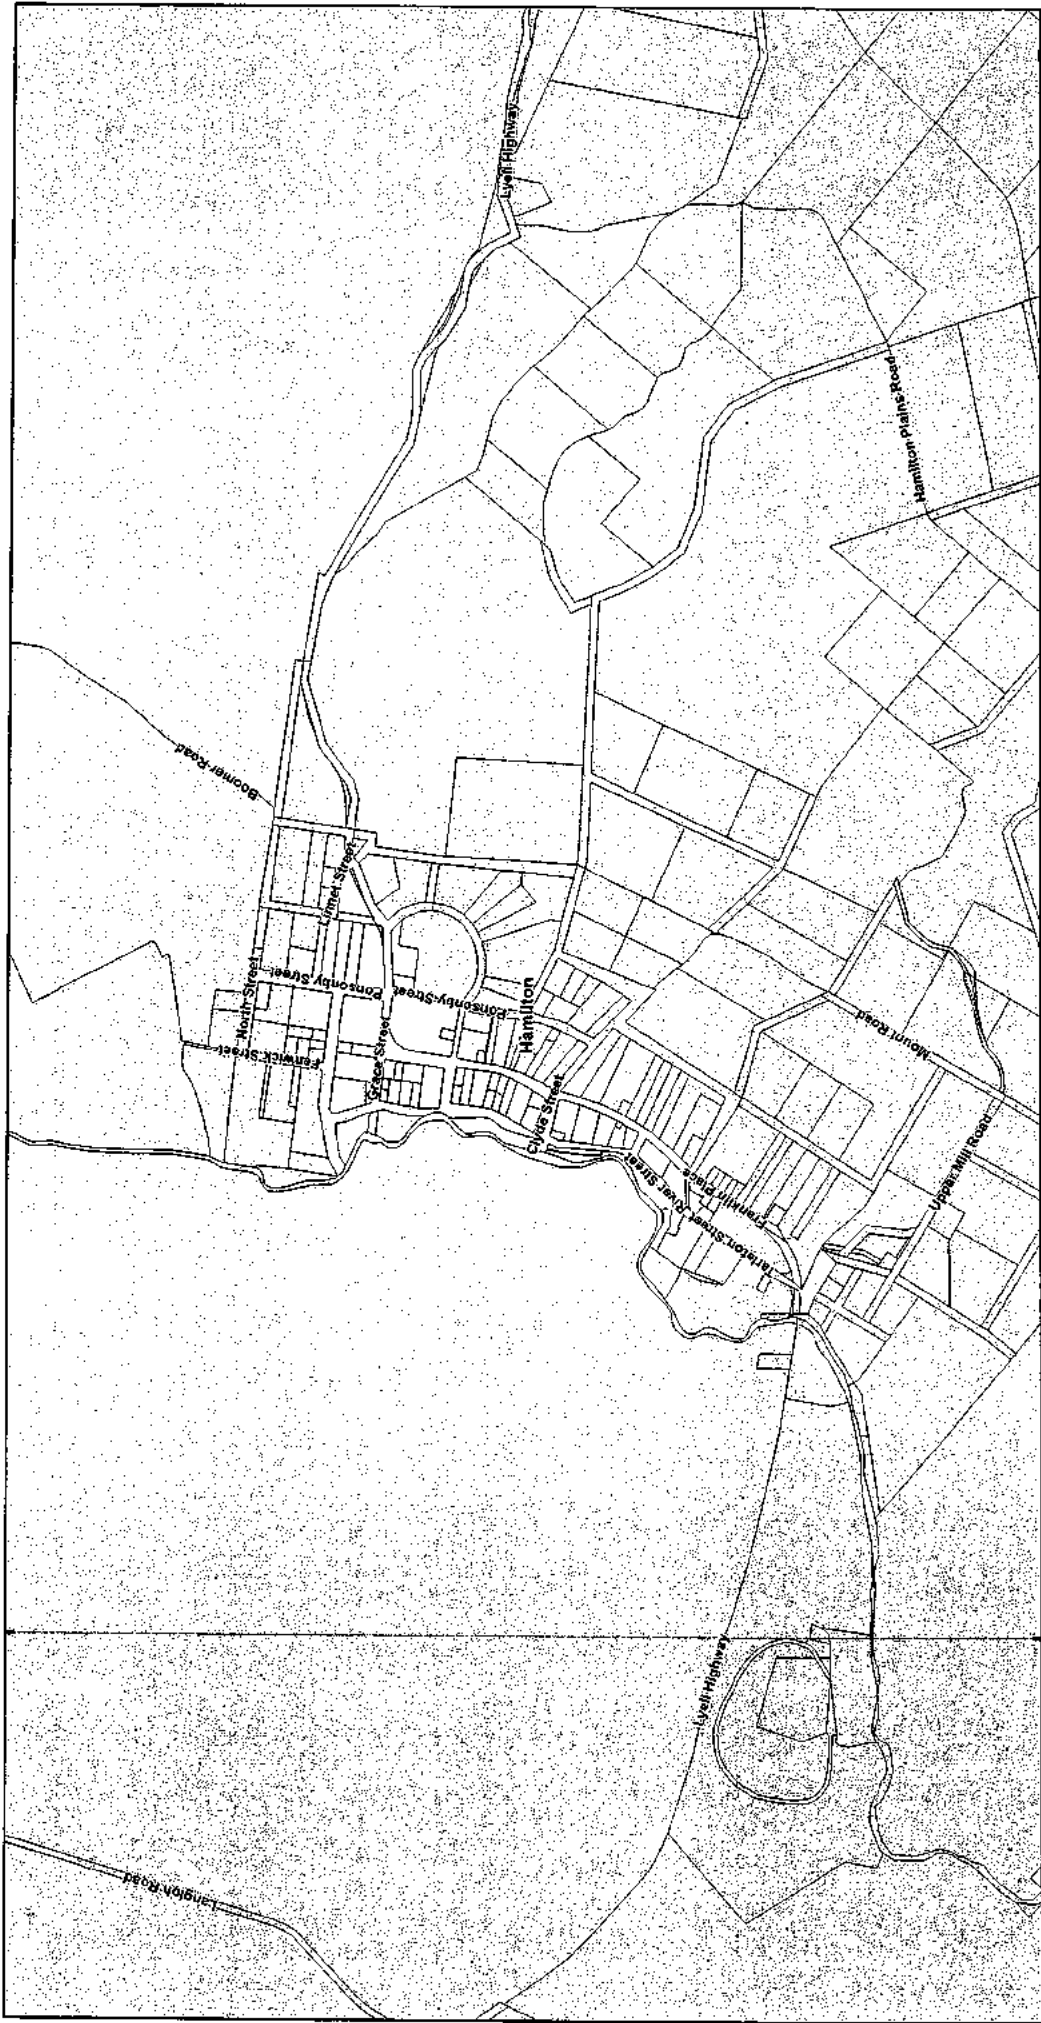 Lyell Highway
Hamilton Plains Road
Boomer Road
Linnet Street
North Street
Ponsonby Street
Ponsonby Street
Fenwick Street
Grace Street
Hamilton
Clyde Street
Mount Road
River Street
Franklin Place
Tarleton Street
Upper Mill Road
Lyell Highway
Langloh Road